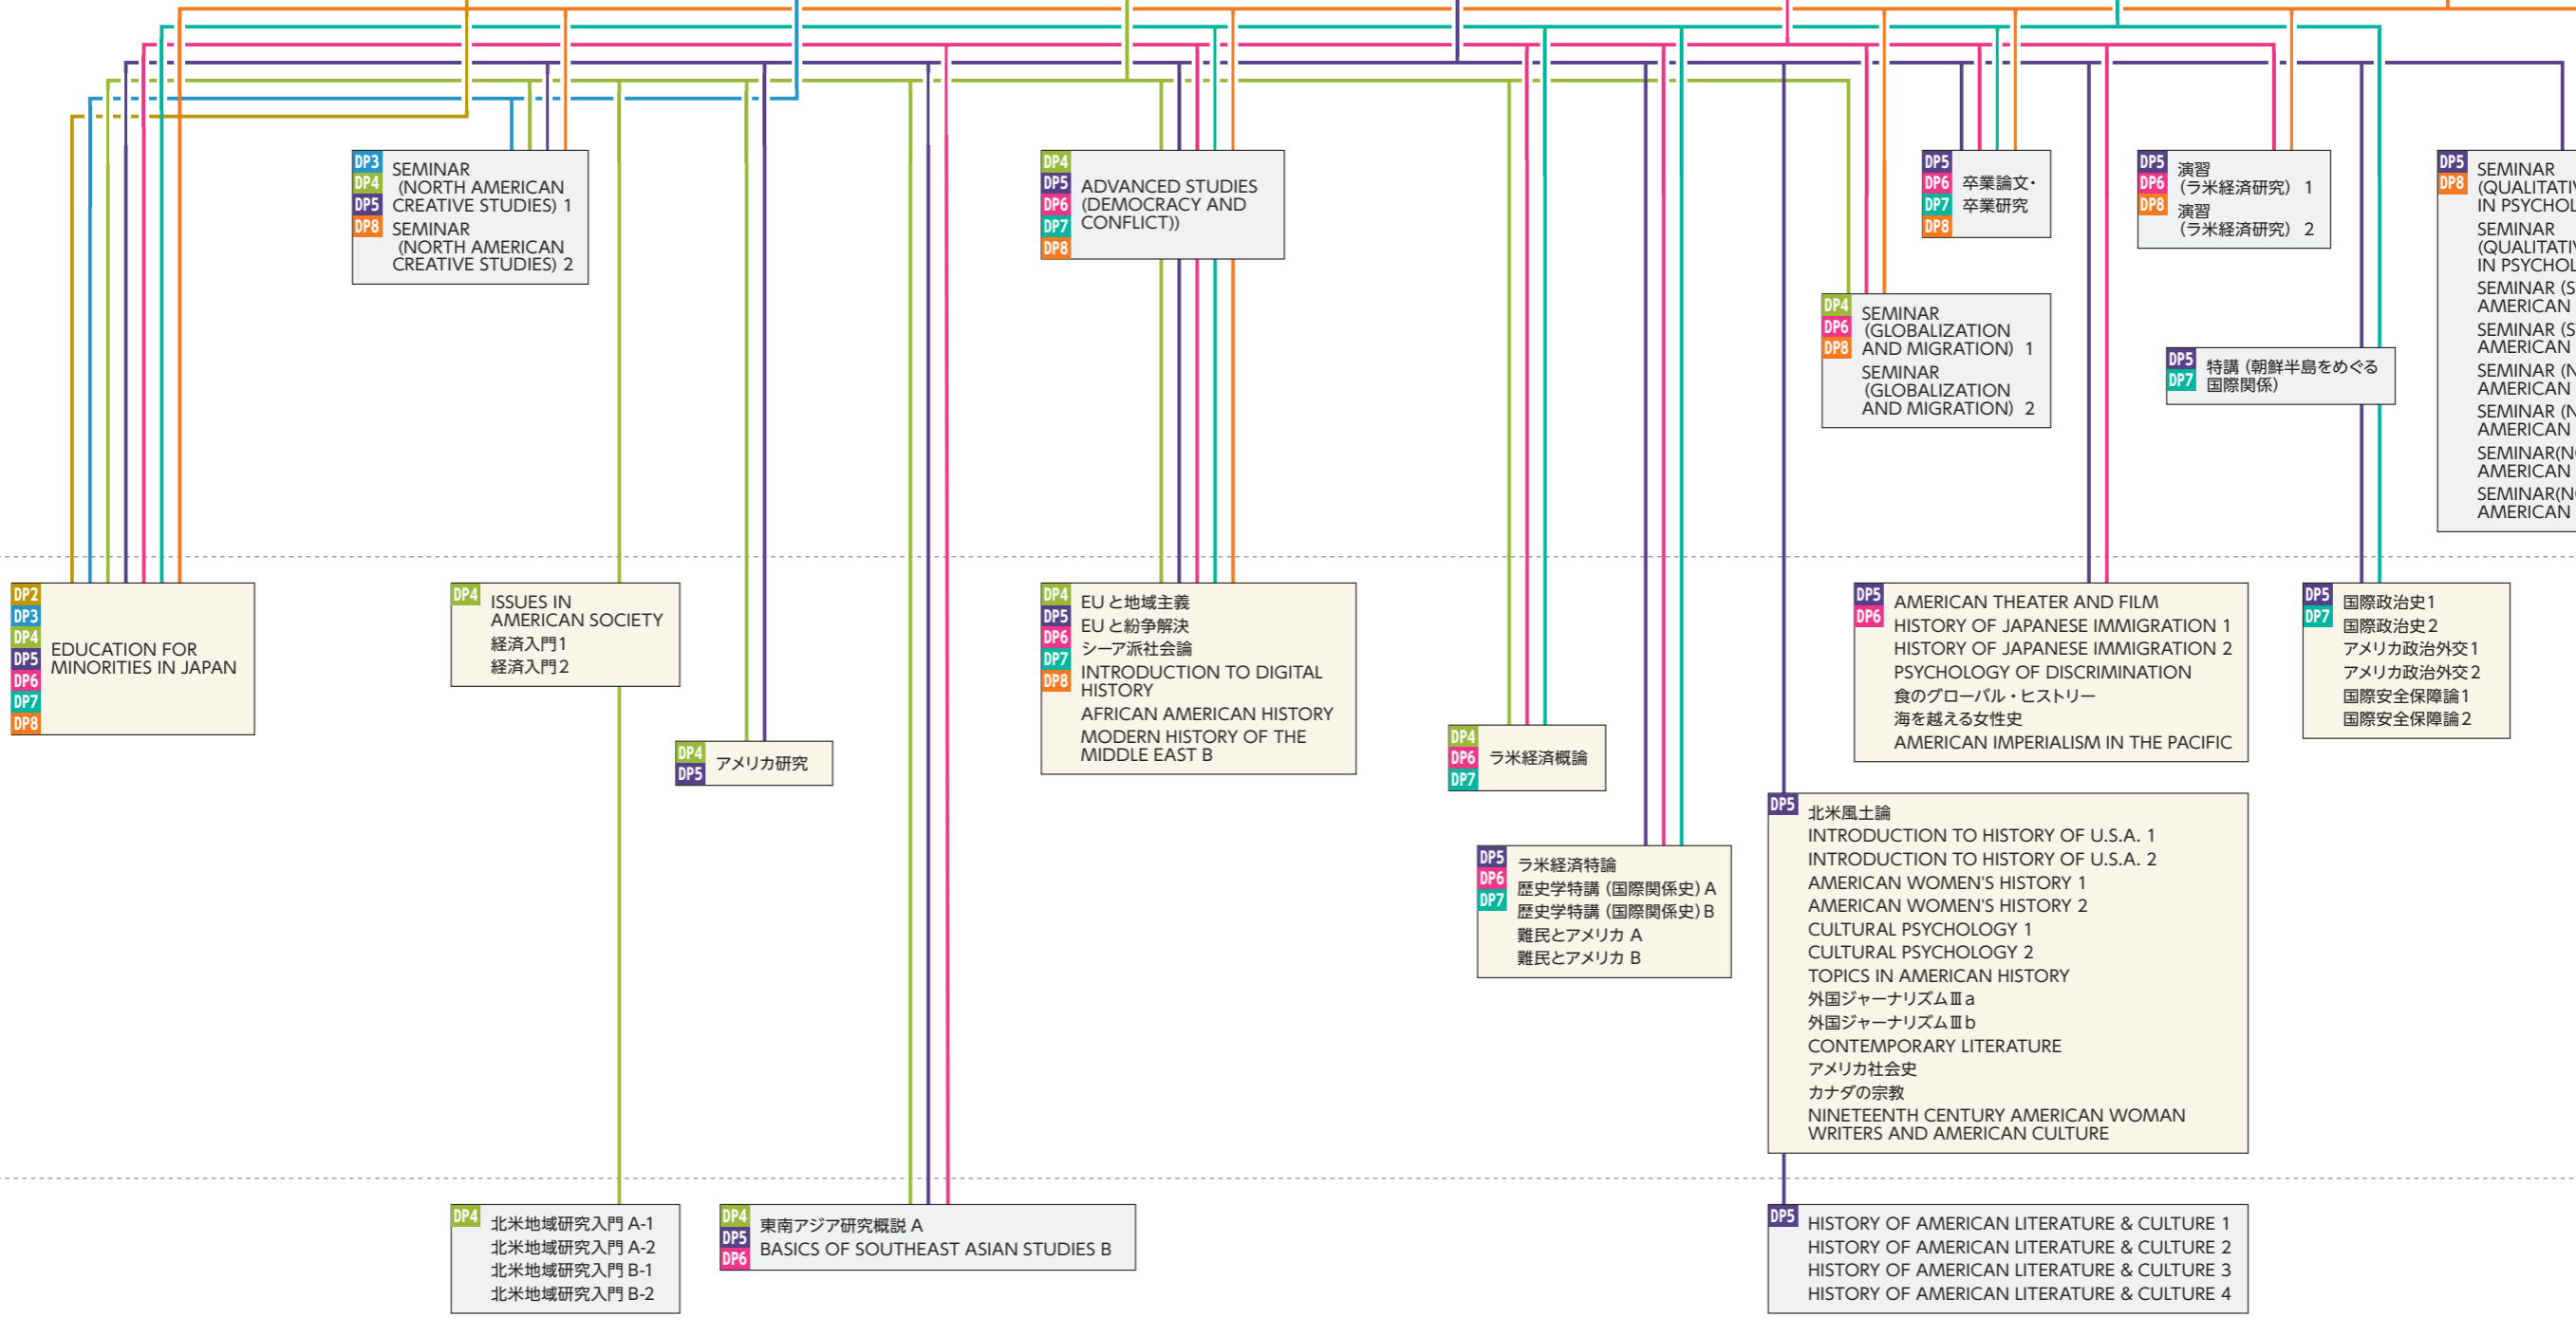 DP3
DP4
DP5
DP8
SEMINAR
(NORTH AMERICAN
CREATIVE STUDIES) 1
SEMINAR
(NORTH AMERICAN
CREATIVE STUDIES) 2
DP4
DP5
DP6
DP7
DP8
ADVANCED STUDIES
(DEMOCRACY AND
CONFLICT))
DP5
DP6
DP7
DP8
卒業論文・
卒業研究
DP5
DP6
DP8
演習
（ラ米経済研究） 1
演習
（ラ米経済研究） 2
DP5
DP8
SEMINAR
(QUALITATIV
IN PSYCHOL
SEMINAR
(QUALITATIV
IN PSYCHOL
SEMINAR (S
AMERICAN
SEMINAR (S
AMERICAN
SEMINAR (N
AMERICAN
SEMINAR (N
AMERICAN
SEMINAR(N
AMERICAN
SEMINAR(N
AMERICAN
DP4
DP6
DP8
SEMINAR
(GLOBALIZATION
AND MIGRATION) 1
SEMINAR
(GLOBALIZATION
AND MIGRATION) 2
DP5
DP7
特講（朝鮮半島をめぐる
国際関係）
DP2
DP3
DP4
DP5
DP6
DP7
DP8
EDUCATION FOR
MINORITIES IN JAPAN
DP4
ISSUES IN
AMERICAN SOCIETY
経済入門1
経済入門2
DP4
DP5
アメリカ研究
DP4
DP5
DP6
DP7
DP8
EU と地域主義
EU と紛争解決
シーア派社会論
INTRODUCTION TO DIGITAL
HISTORY
AFRICAN AMERICAN HISTORY
MODERN HISTORY OF THE
MIDDLE EAST B
DP4
DP6
DP7
ラ米経済概論
DP5
DP6
DP7
ラ米経済特論
歴史学特講（国際関係史）A
歴史学特講（国際関係史）B
難民とアメリカ A
難民とアメリカ B
DP5
DP6
AMERICAN THEATER AND FILM
HISTORY OF JAPANESE IMMIGRATION 1
HISTORY OF JAPANESE IMMIGRATION 2
PSYCHOLOGY OF DISCRIMINATION
食のグローバル・ヒストリー
海を越える女性史
AMERICAN IMPERIALISM IN THE PACIFIC
DP5
DP7
国際政治史1
国際政治史2
アメリカ政治外交1
アメリカ政治外交2
国際安全保障論1
国際安全保障論2
DP5
北米風土論
INTRODUCTION TO HISTORY OF U.S.A. 1
INTRODUCTION TO HISTORY OF U.S.A. 2
AMERICAN WOMEN'S HISTORY 1
AMERICAN WOMEN'S HISTORY 2
CULTURAL PSYCHOLOGY 1
CULTURAL PSYCHOLOGY 2
TOPICS IN AMERICAN HISTORY
外国ジャーナリズムⅢa
外国ジャーナリズムⅢb
CONTEMPORARY LITERATURE
アメリカ社会史
カナダの宗教
NINETEENTH CENTURY AMERICAN WOMAN
WRITERS AND AMERICAN CULTURE
DP4
北米地域研究入門 A-1
北米地域研究入門 A-2
北米地域研究入門 B-1
北米地域研究入門 B-2
DP4
DP5
DP6
東南アジア研究概説 A
BASICS OF SOUTHEAST ASIAN STUDIES B
DP5
HISTORY OF AMERICAN LITERATURE & CULTURE 1
HISTORY OF AMERICAN LITERATURE & CULTURE 2
HISTORY OF AMERICAN LITERATURE & CULTURE 3
HISTORY OF AMERICAN LITERATURE & CULTURE 4